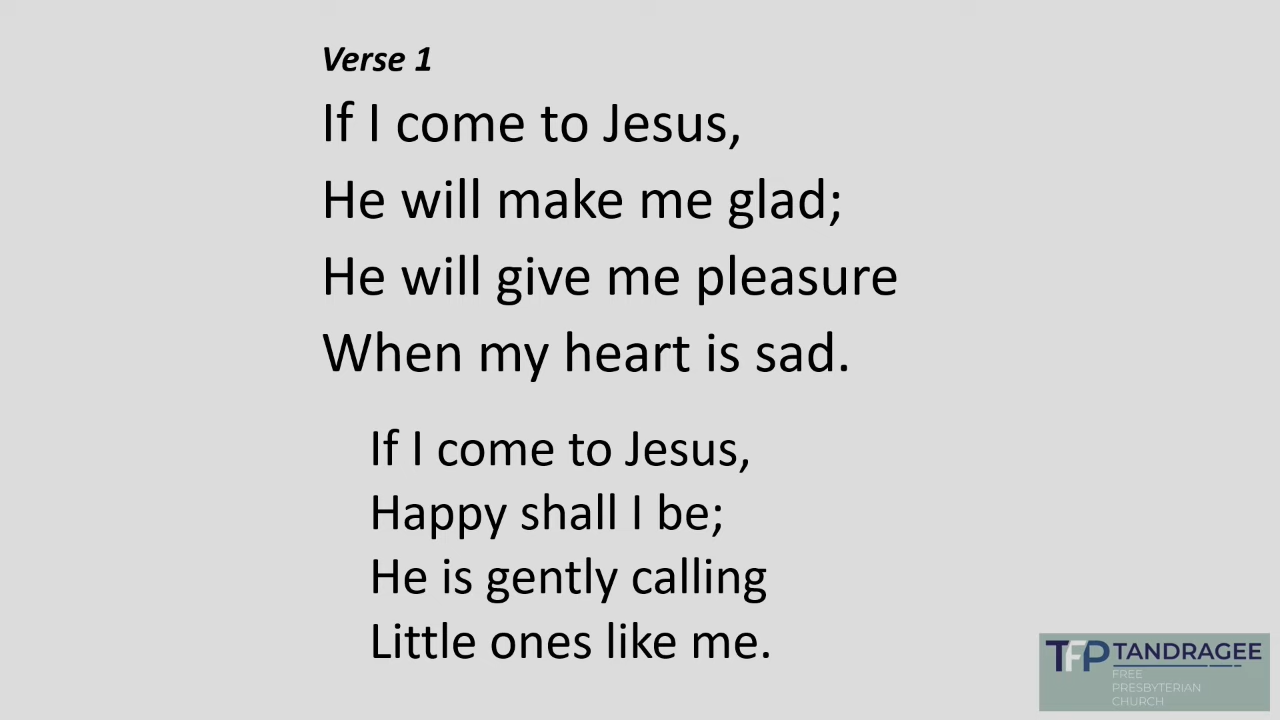 Verse 1
If I come to Jesus,
He will make me glad;
He will give me pleasure
When my heart is sad.
If I come to Jesus,
Happy shall I be;
He is gently calling
Little ones like me.
TFP TANDRAGEE
FREE
PRESBYTERIAN
CHURCH